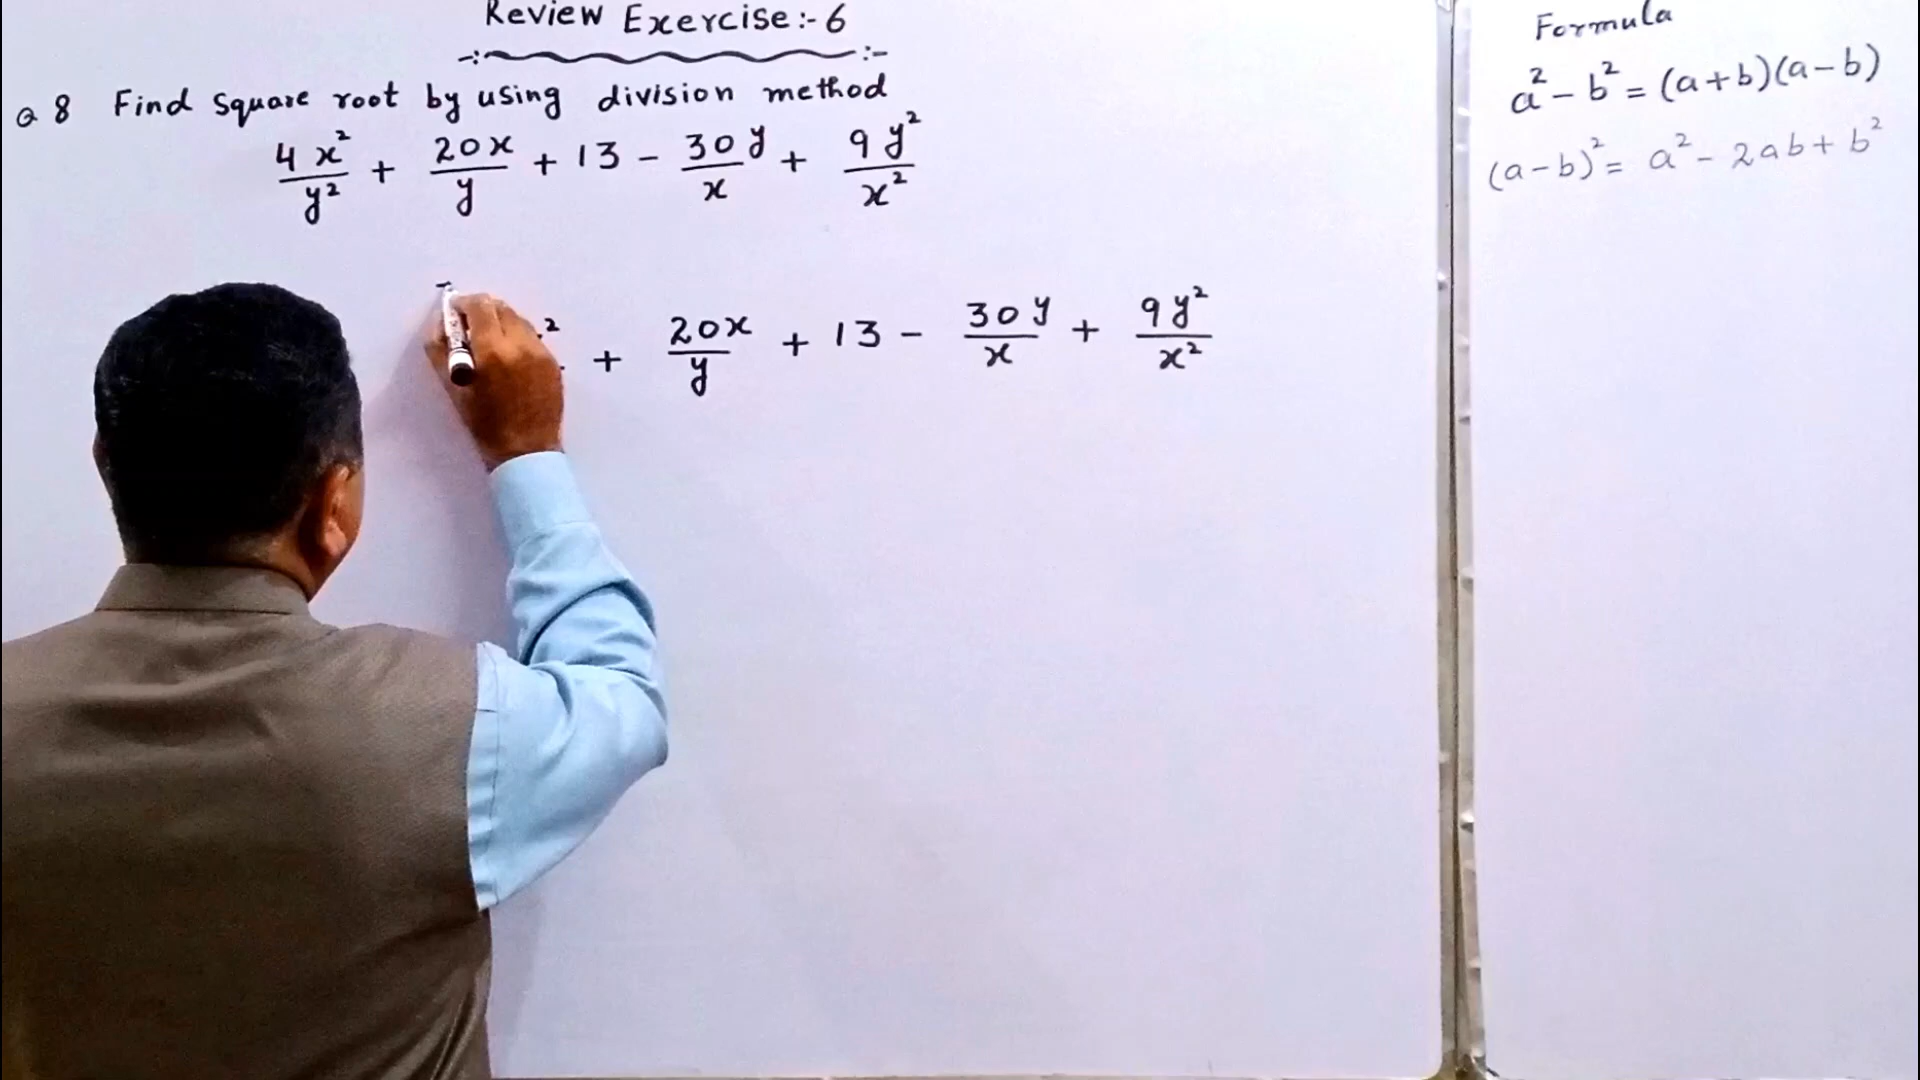 Review Exercise:- 6
-: :-
Q 8 Find square root by using division method
4x²/y² + 20x/y + 13 - 30y/x + 9y²/x²
² + 20x/y + 13 - 30y/x + 9y²/x²
Formula
a² - b² = (a+b)(a-b)
(a-b)² = a² - 2ab + b²